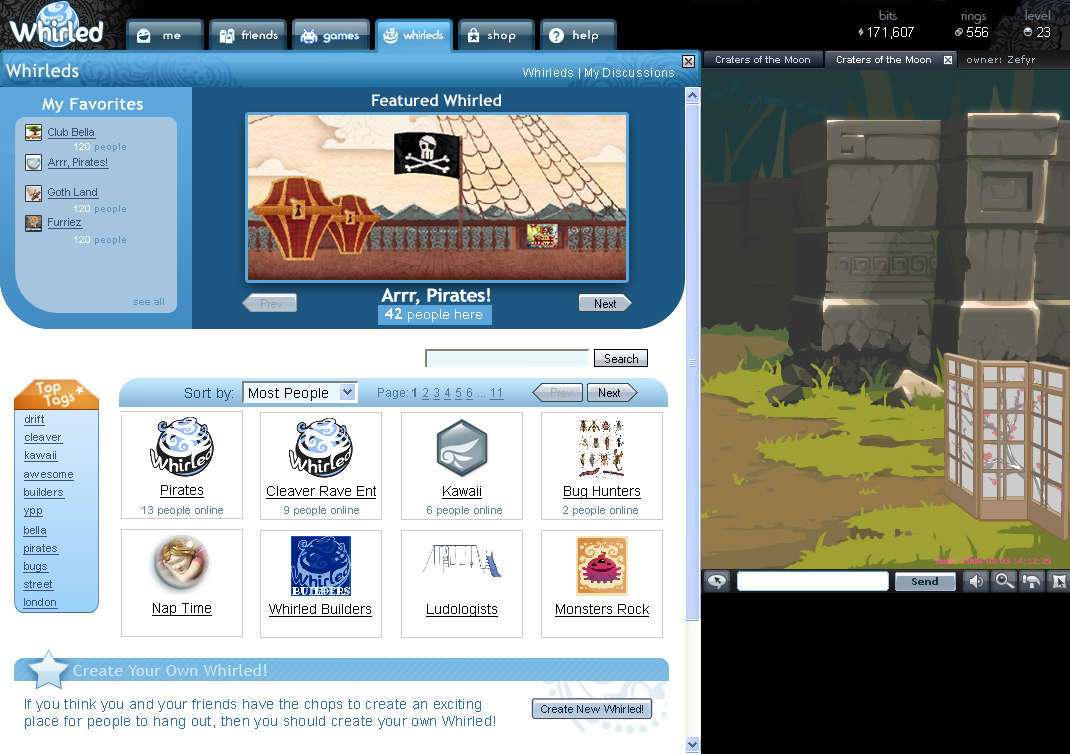 Whirled
me
friends
games
whirleds
shop
help
bits
171,607
rings
556
level
23
Whirleds
Whirleds | My Discussions
Craters of the Moon
Craters of the Moon
owner: Zefyr
My Favorites
Club Bella
120 people
Arrr, Pirates!
Goth Land
120 people
Furriez
120 people
see all
Featured Whirled
Prev
Arrr, Pirates!
42 people here
Next
Search
Top
Tags
drift
cleaver
kawaii
awesome
builders
ypp
bella
pirates
bugs
street
london
Sort by:
Most People
Page: 1 2 3 4 5 6 ... 11
Prev
Next
Whirled
Pirates
13 people online
Whirled
Cleaver Rave Ent
9 people online
Kawaii
6 people online
Bug Hunters
2 people online
Nap Time
Whirled
BUILDERS
Whirled Builders
Ludologists
Monsters Rock
Send
Create Your Own Whirled!
If you think you and your friends have the chops to create an exciting
place for people to hang out, then you should create your own Whirled!
Create New Whirled!